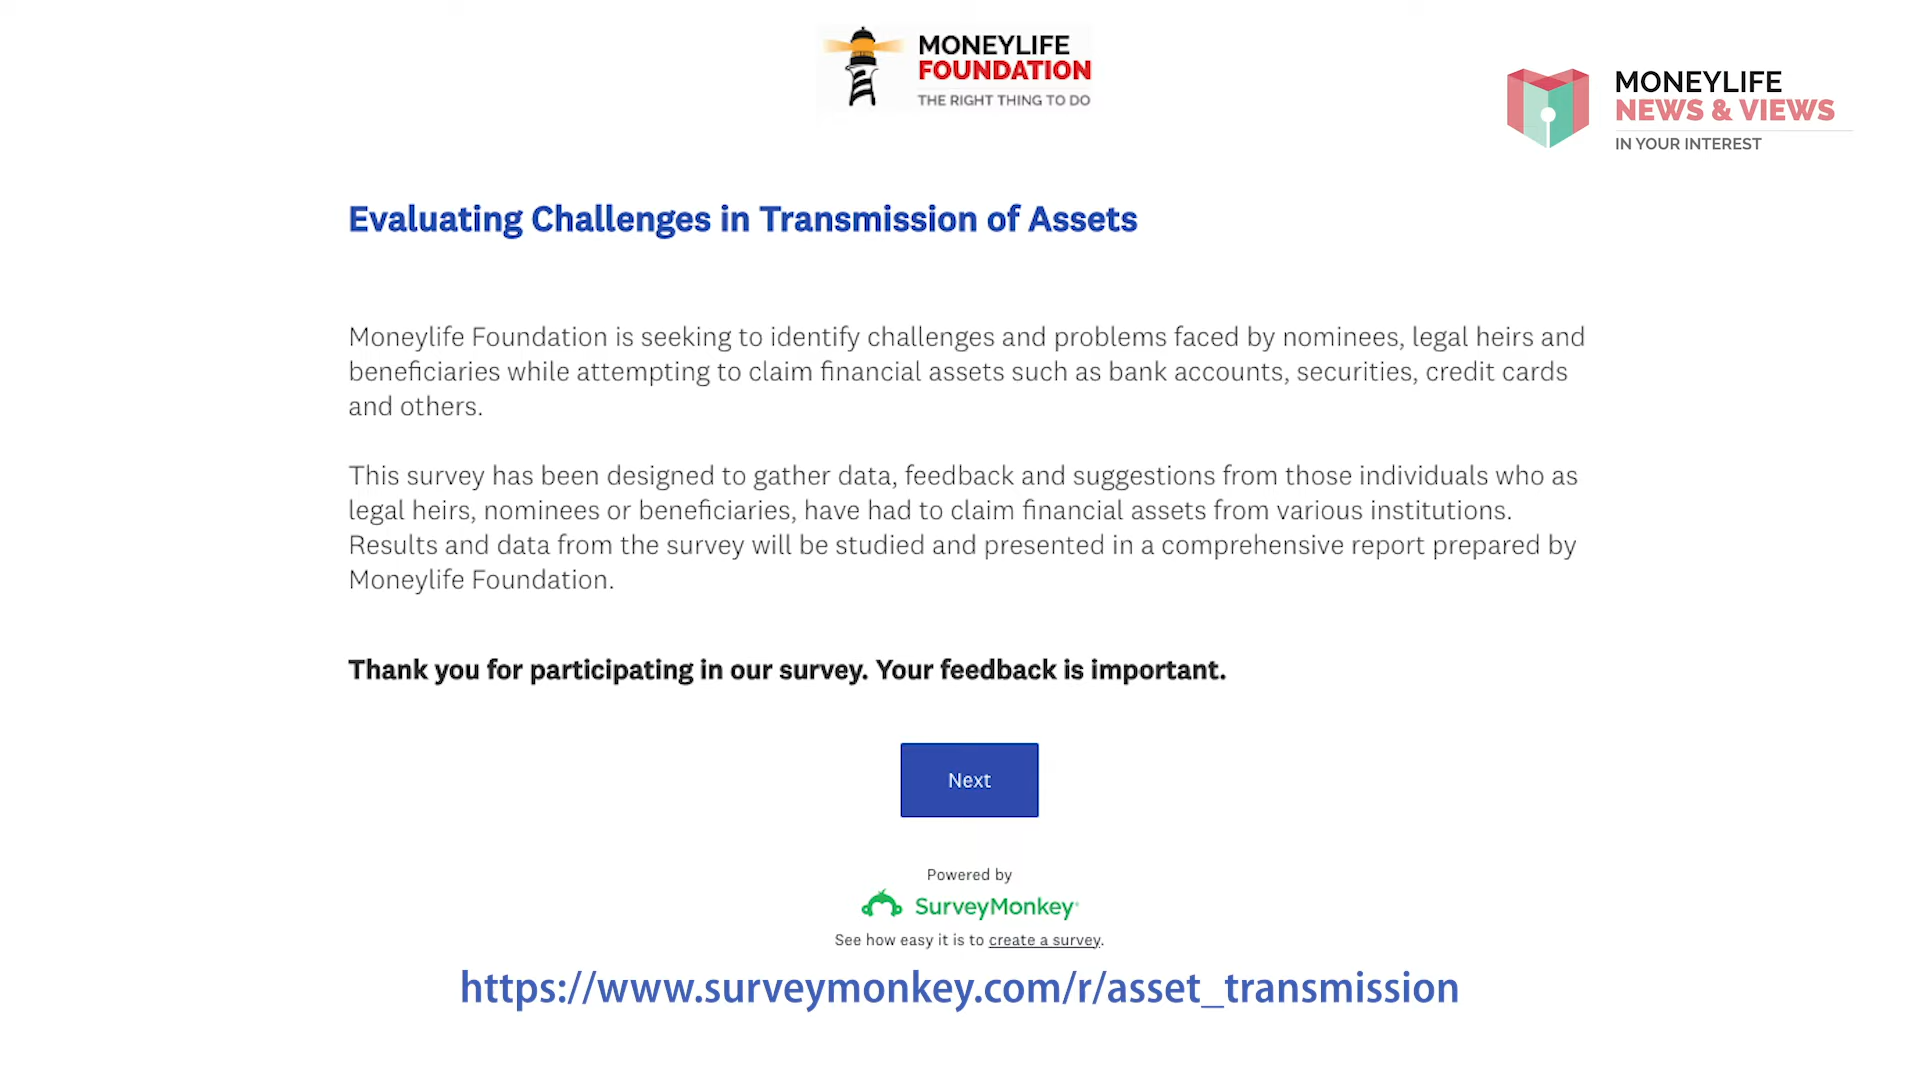 MONEYLIFE
FOUNDATION
THE RIGHT THING TO DO
MONEYLIFE
NEWS & VIEWS
IN YOUR INTEREST
Evaluating Challenges in Transmission of Assets
Moneylife Foundation is seeking to identify challenges and problems faced by nominees, legal heirs and
beneficiaries while attempting to claim financial assets such as bank accounts, securities, credit cards
and others.
This survey has been designed to gather data, feedback and suggestions from those individuals who as
legal heirs, nominees or beneficiaries, have had to claim financial assets from various institutions.
Results and data from the survey will be studied and presented in a comprehensive report prepared by
Moneylife Foundation.
Thank you for participating in our survey. Your feedback is important.
Next
Powered by
SurveyMonkey
See how easy it is to create a survey.
https://www.surveymonkey.com/r/asset_transmission